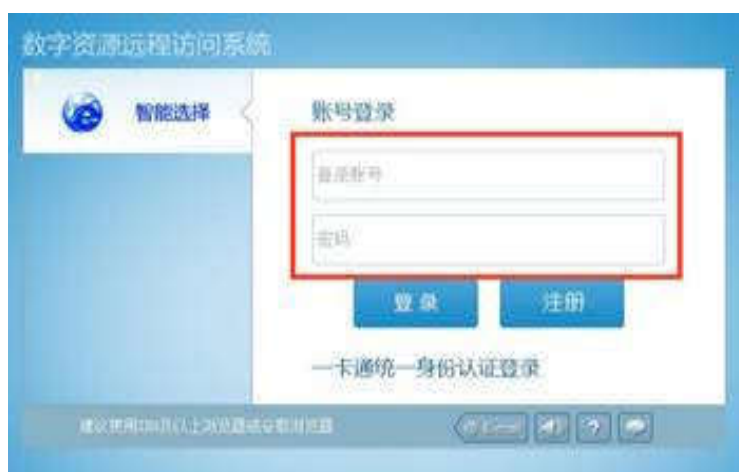 数字资源远程访问系统
智能选择
账号登录
登录账号
密码
登录
注册
一卡通统一身份认证登录